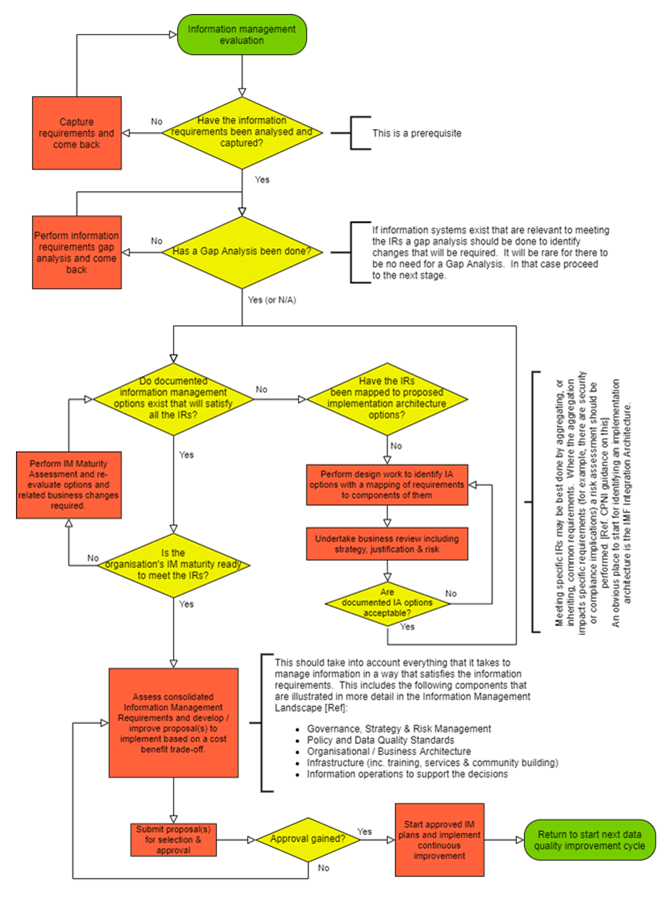 Information management
evaluation
Capture
requirements and
come back
No
Have the information
requirements been analysed and
captured?
This is a prerequisite
Yes
Perform information
requirements gap
analysis and come
back
No
Has a Gap Analysis been done?
If information systems exist that are relevant to meeting
the IRs a gap analysis should be done to identify
changes that will be required. It will be rare for there to
be no need for a Gap Analysis. In that case proceed
to the next stage.
Yes (or N/A)
Do documented
information management
options exist that will satisfy
all the IRs?
No
Have the IRs
been mapped to proposed
implementation architecture
options?
Yes
No
Perform IM Maturity
Assessment and re-
evaluate options and
related business changes
required.
Perform design work to identify IA
options with a mapping of requirements
to components of them
Undertake business review including
strategy, justification & risk
No
Is the
organisation's IM maturity ready
to meet the IRs?
Are
documented IA options
acceptable?
No
Yes
Yes
Meeting specific IRs may be best done by aggregating, or
inheriting, common requirements. Where the aggregation
impacts specific requirements (for example, there are security
or compliance implications) a risk assessment should be
performed [Ref. CPNI guidance on this]
An obvious place to start for identifying an implementation
architecture is the IMF Integration Architecture.
Assess consolidated
Information Management
Requirements and develop /
improve proposal(s) to
implement based on a cost
benefit trade-off.
This should take into account everything that it takes to
manage information in a way that satisfies the information
requirements. This includes the following components that
are illustrated in more detail in the Information Management
Landscape [Ref]:
• Governance, Strategy & Risk Management
• Policy and Data Quality Standards
• Organisational / Business Architecture
• Infrastructure (inc. training, services & community building)
• Information operations to support the decisions
Submit proposal(s)
for selection &
approval
Approval gained?
Yes
No
Start approved IM
plans and implement
continuous
improvement
Return to start next data
quality improvement cycle